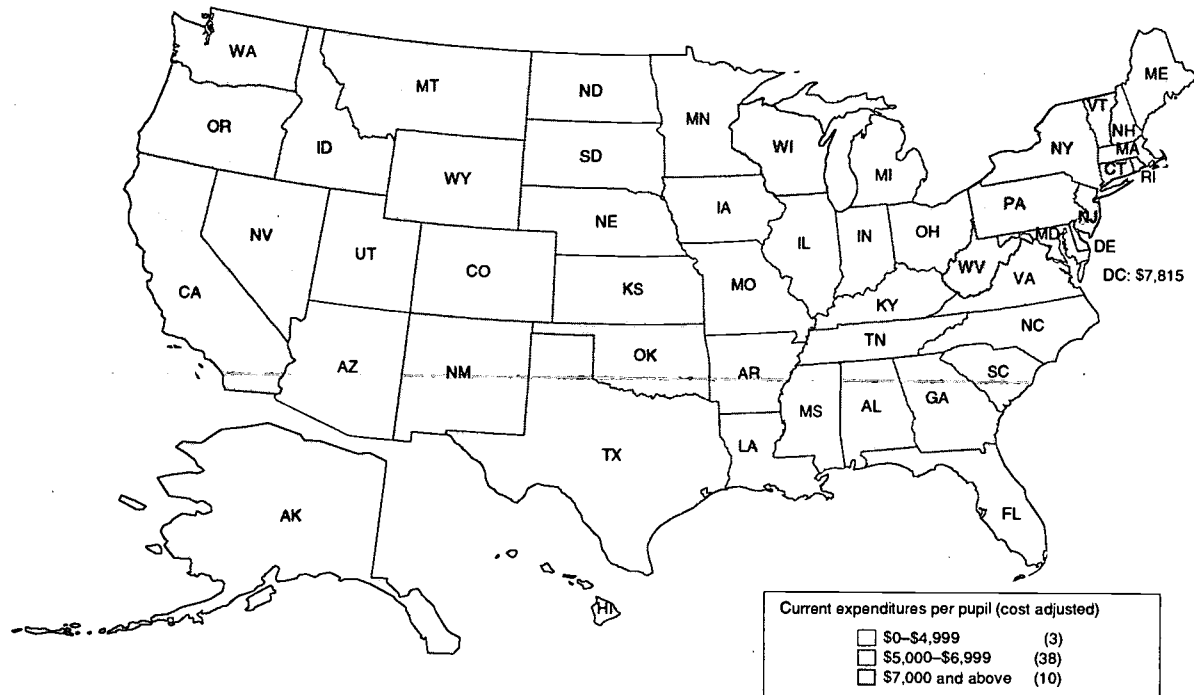 WA
MT
ND
MN
ME
VT
NH
OR
ID
SD
WI
NY
MA
WY
MI
CT
RI
IA
NE
PA
NJ
NV
UT
CO
IL
IN
OH
MD
DE
CA
KS
MO
WV
VA
DC: $7,815
KY
NC
TN
AZ
NM
OK
AR
SC
MS
AL
GA
TX
LA
AK
FL
HI
Current expenditures per pupil (cost adjusted)
$0–$4,999 (3)
$5,000–$6,999 (38)
$7,000 and above (10)